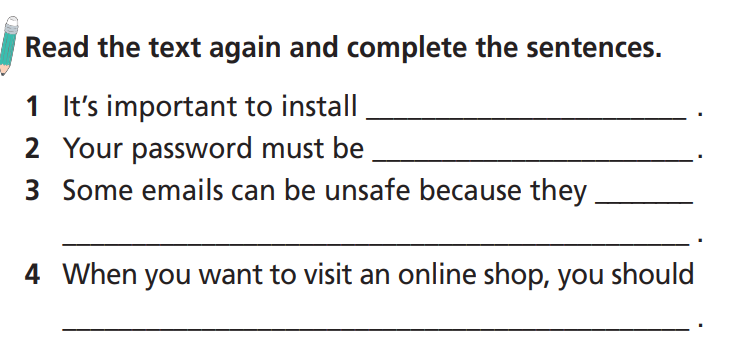 Read the text again and complete the sentences.
1 It's important to install ______________________ .
2 Your password must be ______________________ .
3 Some emails can be unsafe because they _______
___________________________________________ .
4 When you want to visit an online shop, you should
___________________________________________ .